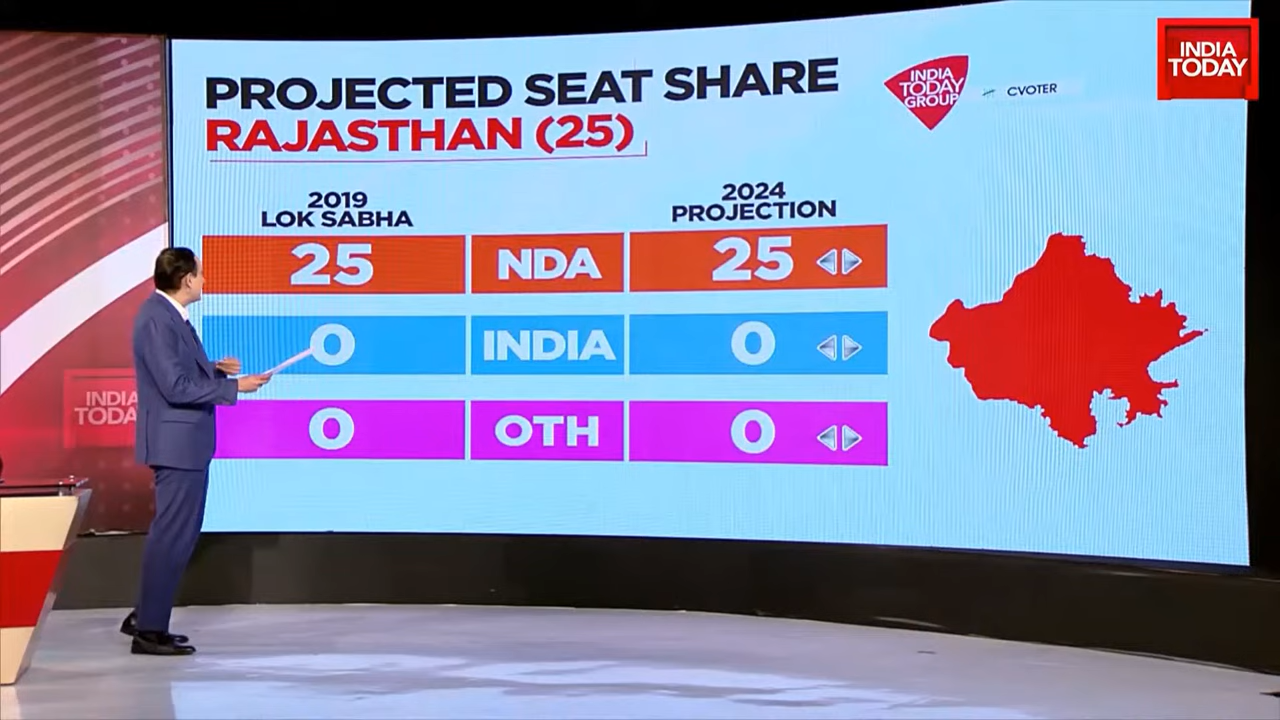 PROJECTED SEAT SHARE
RAJASTHAN (25)
INDIA
TODAY
GROUP
CVOTER
INDIA
TODAY
2019
LOK SABHA
2024
PROJECTION
25 NDA 25
0 INDIA 0
0 OTH 0
INDIA
TODA